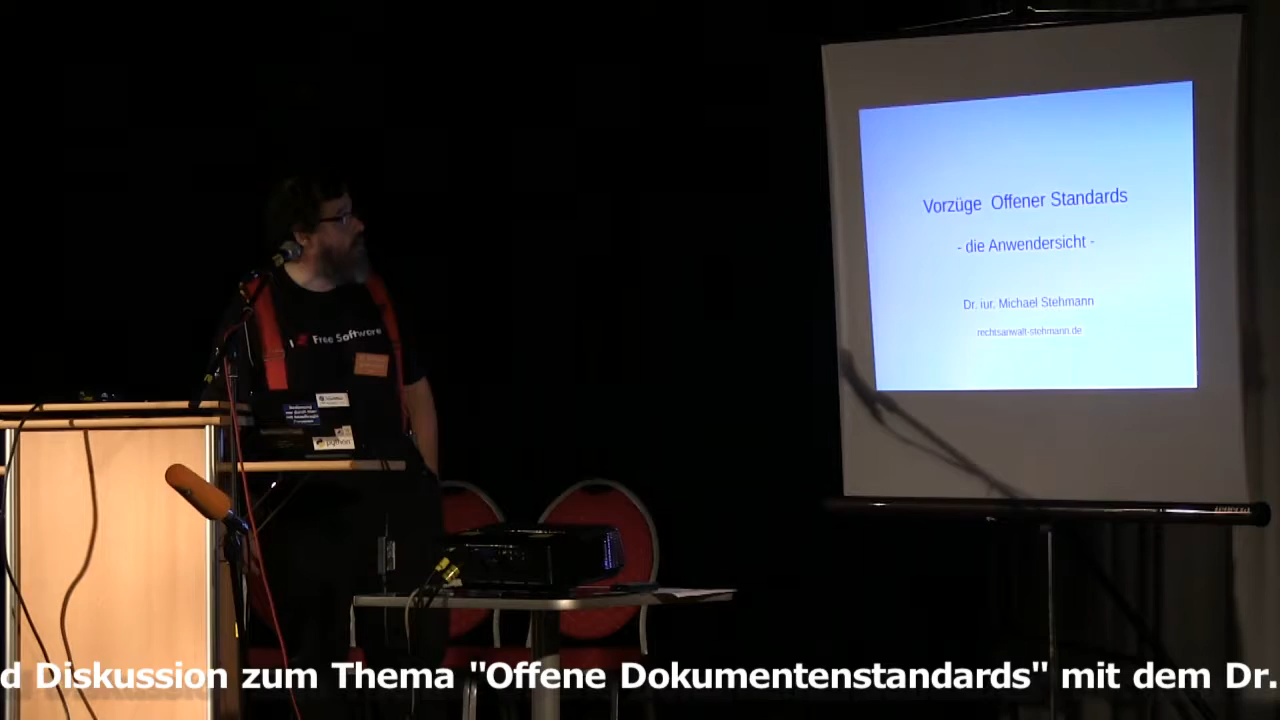 Vorzüge Offener Standards
- die Anwendersicht -
Dr. iur. Michael Stehmann
rechtsanwalt-stehmann.de
I Free Software
python
d Diskussion zum Thema "Offene Dokumentenstandards" mit dem Dr.